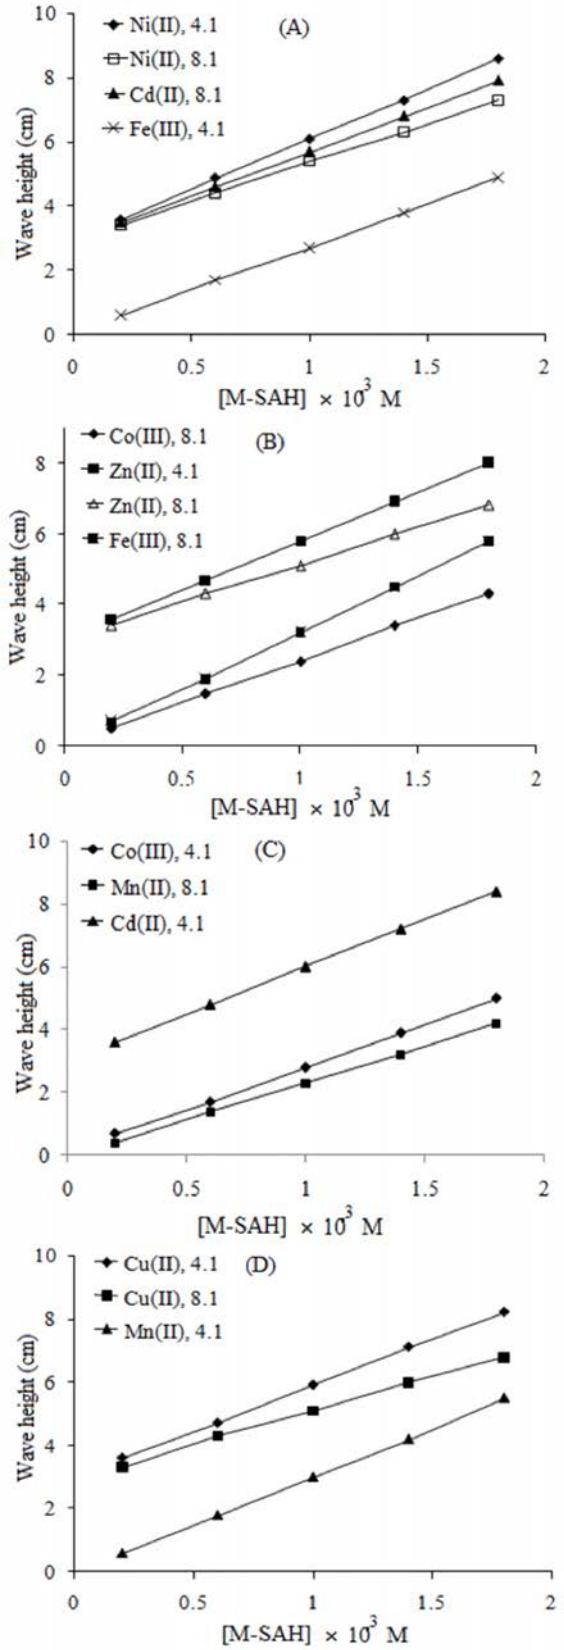 10
8
6
4
2
0
Wave height (cm)
Ni(II), 4.1
(A)
Ni(II), 8.1
Cd(II), 8.1
Fe(III), 4.1
0 0.5 1 1.5 2
[M-SAH] × 10³ M
8
6
4
2
0
Wave height (cm)
Co(III), 8.1
(B)
Zn(II), 4.1
Zn(II), 8.1
Fe(III), 8.1
0 0.5 1 1.5 2
[M-SAH] × 10³ M
10
8
6
4
2
0
Wave height (cm)
Co(III), 4.1
(C)
Mn(II), 8.1
Cd(II), 4.1
0 0.5 1 1.5 2
[M-SAH] × 10³ M
10
8
6
4
2
0
Wave height (cm)
Cu(II), 4.1
(D)
Cu(II), 8.1
Mn(II), 4.1
0 0.5 1 1.5 2
[M-SAH] × 10³ M